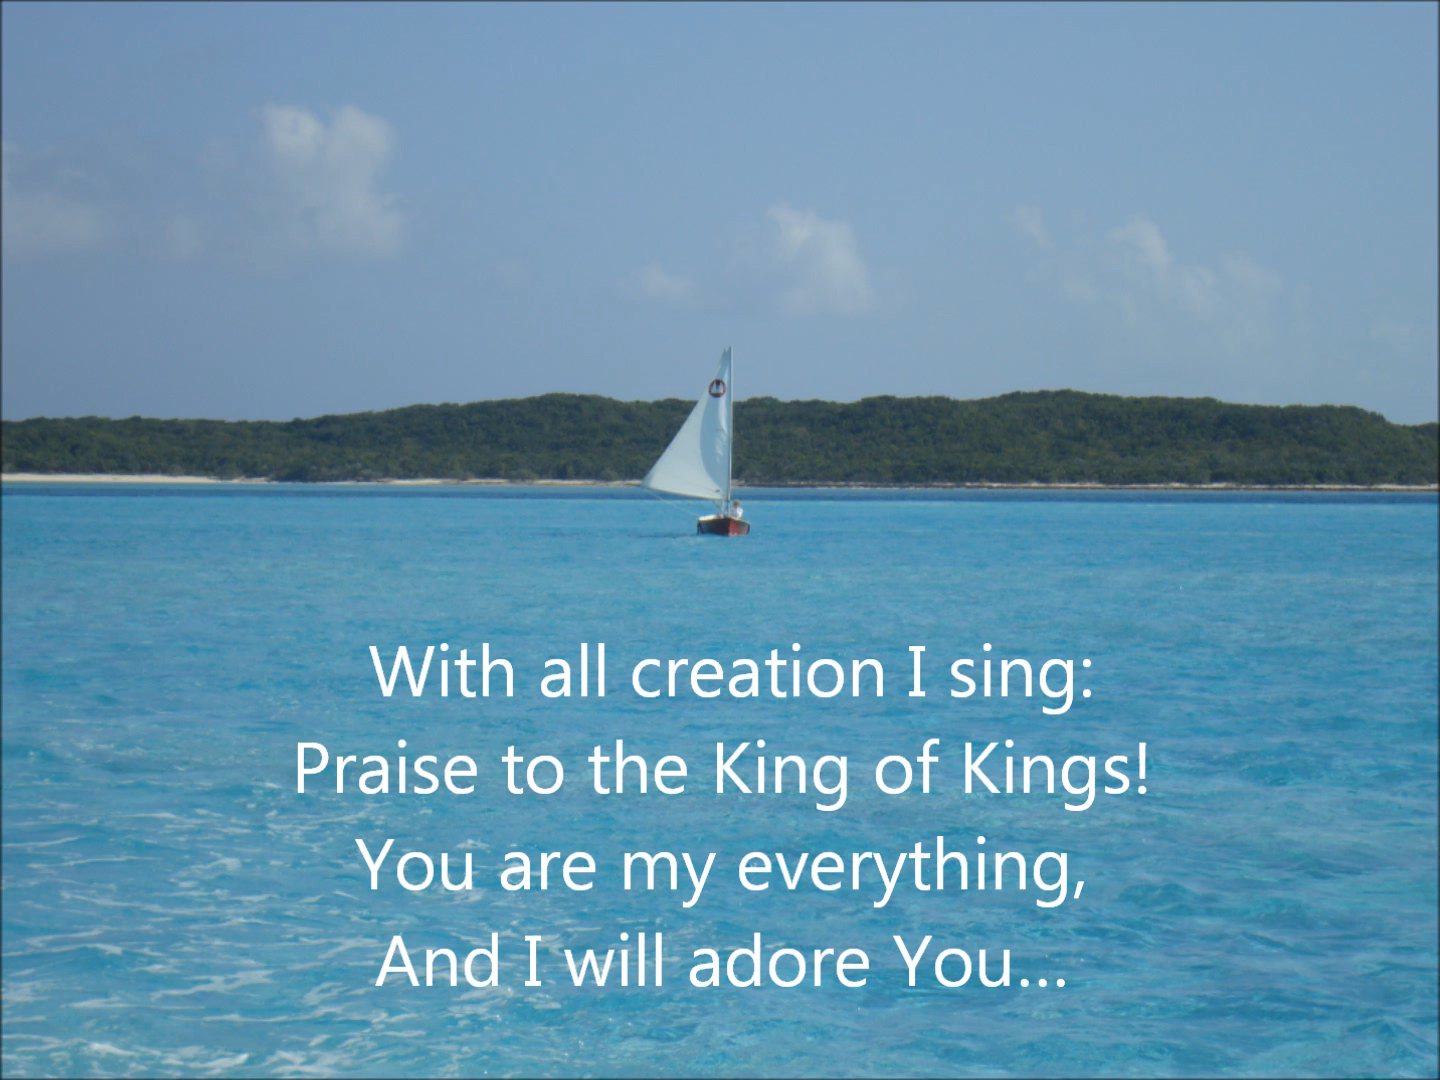 With all creation I sing:
Praise to the King of Kings!
You are my everything,
And I will adore You...